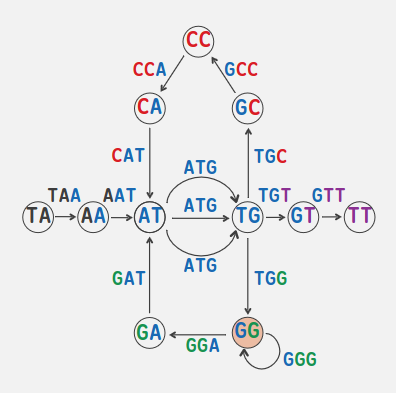 CC
CCA GCC
CA GC
CAT ATG TGC
TAA AAT ATG TGT GTT
TA AA AT TG GT TT
GAT ATG TGG
GA GG
GGA GGG